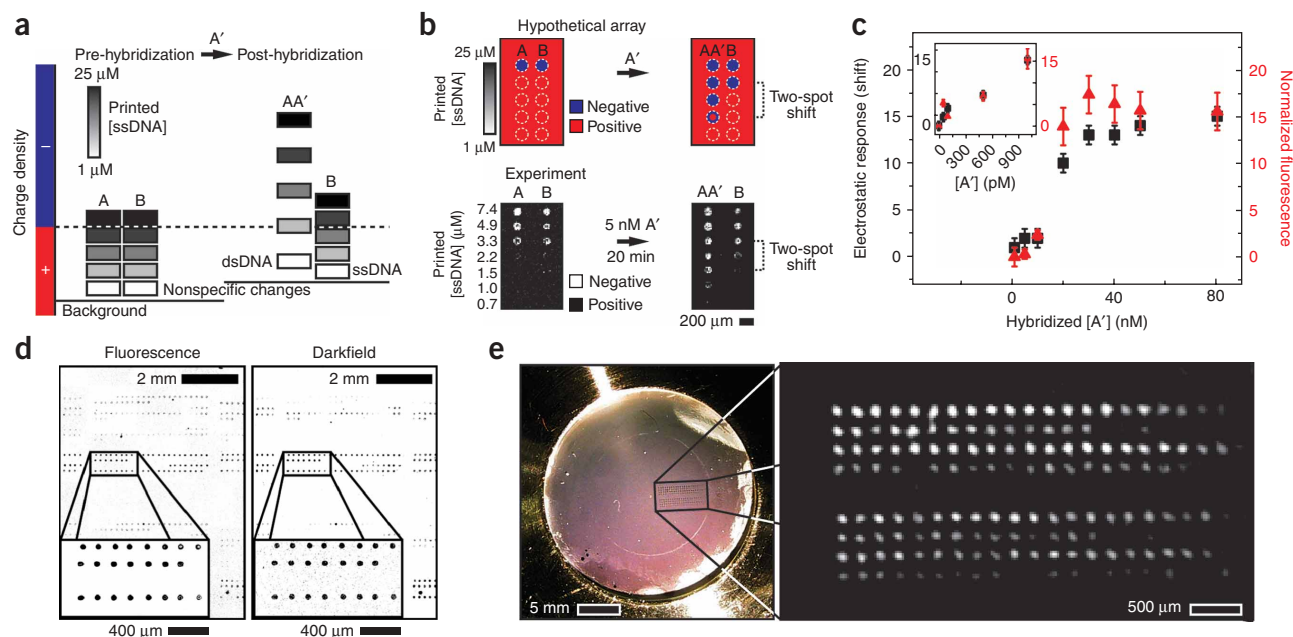 a
Pre-hybridization
A′
Post-hybridization
25 μM
Printed
[ssDNA]
1 μM
Charge density
–
+
AA′
B
A
B
dsDNA
ssDNA
Nonspecific changes
Background
b
Hypothetical array
25 μM
Printed
[ssDNA]
1 μM
A B
A′
AA′ B
Negative
Positive
Two-spot
shift
Experiment
A B
AA′ B
Printed
[ssDNA] (μM)
7.4
4.9
3.3
2.2
1.5
1.0
0.7
5 nM A′
20 min
Negative
Positive
Two-spot
shift
200 μm
c
Electrostatic response (shift)
20
15
10
5
0
15
0
15
0
0 300 600 900
[A′] (pM)
20
15
10
5
0
Normalized fluorescence
0 40 80
Hybridized [A′] (nM)
d
Fluorescence
Darkfield
2 mm
2 mm
400 μm
400 μm
e
5 mm
500 μm